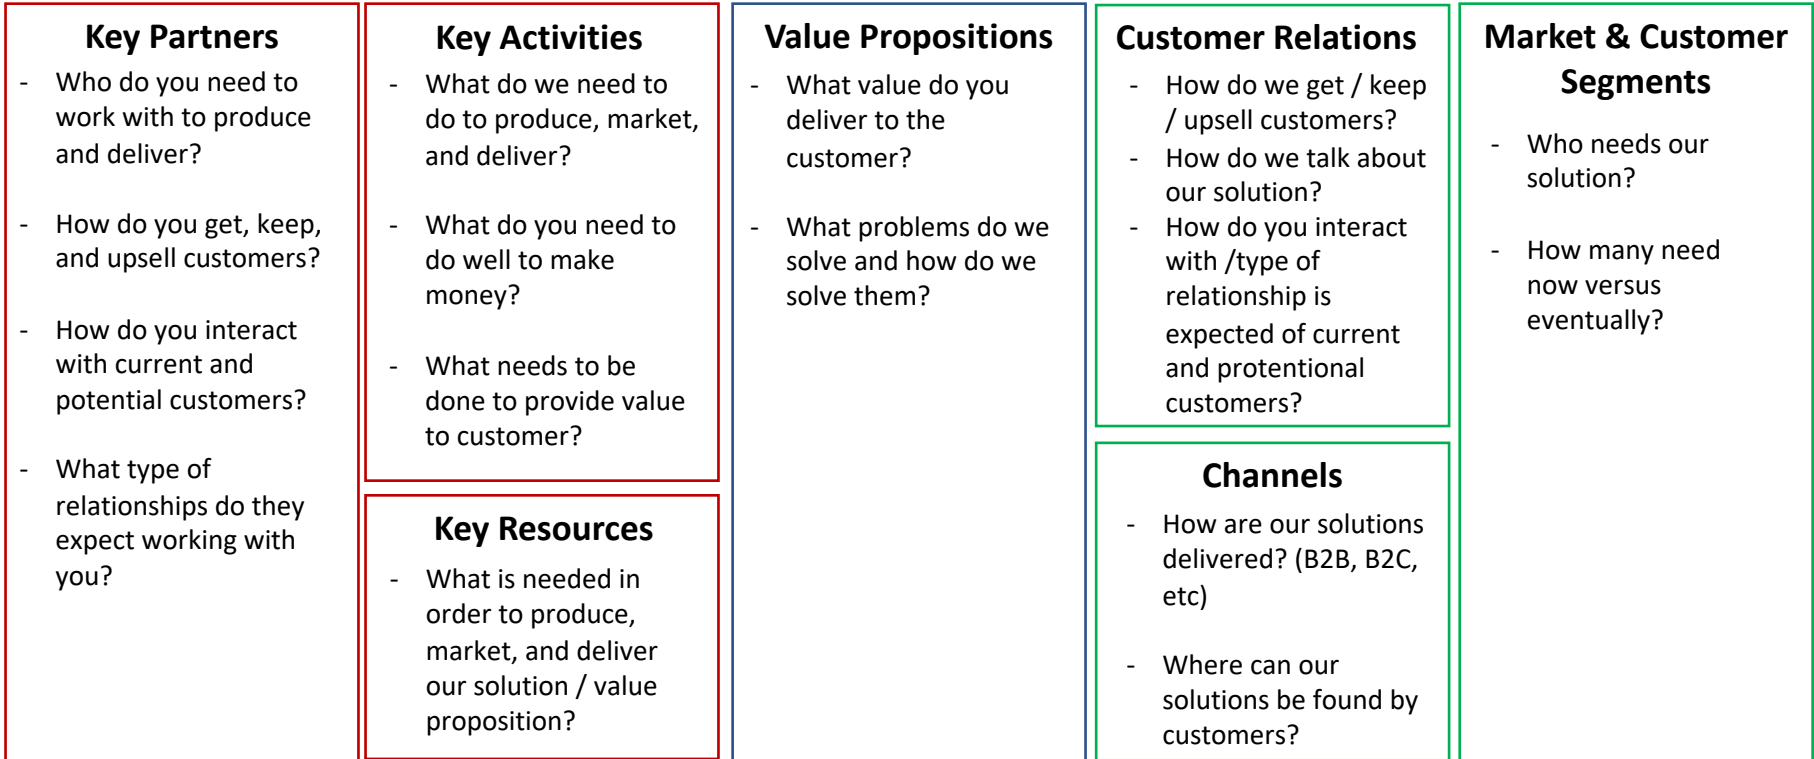 Key Partners
- Who do you need to
work with to produce
and deliver?
- How do you get, keep,
and upsell customers?
- How do you interact
with current and
potential customers?
- What type of
relationships do they
expect working with
you?
Key Activities
- What do we need to
do to produce, market,
and deliver?
- What do you need to
do well to make
money?
- What needs to be
done to provide value
to customer?
Key Resources
- What is needed in
order to produce,
market, and deliver
our solution / value
proposition?
Value Propositions
- What value do you
deliver to the
customer?
- What problems do we
solve and how do we
solve them?
Customer Relations
- How do we get / keep
/ upsell customers?
- How do we talk about
our solution?
- How do you interact
with /type of
relationship is
expected of current
and protentional
customers?
Channels
- How are our solutions
delivered? (B2B, B2C,
etc)
- Where can our
solutions be found by
customers?
Market & Customer
Segments
- Who needs our
solution?
- How many need
now versus
eventually?